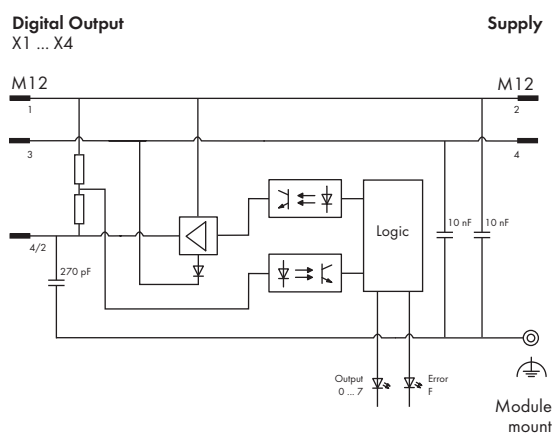 Digital Output
X1 ... X4
Supply
M12
M12
1
2
3
4
Logic
10 nF
10 nF
4/2
270 pF
Output
0 ... 7
Error
F
Module
mount